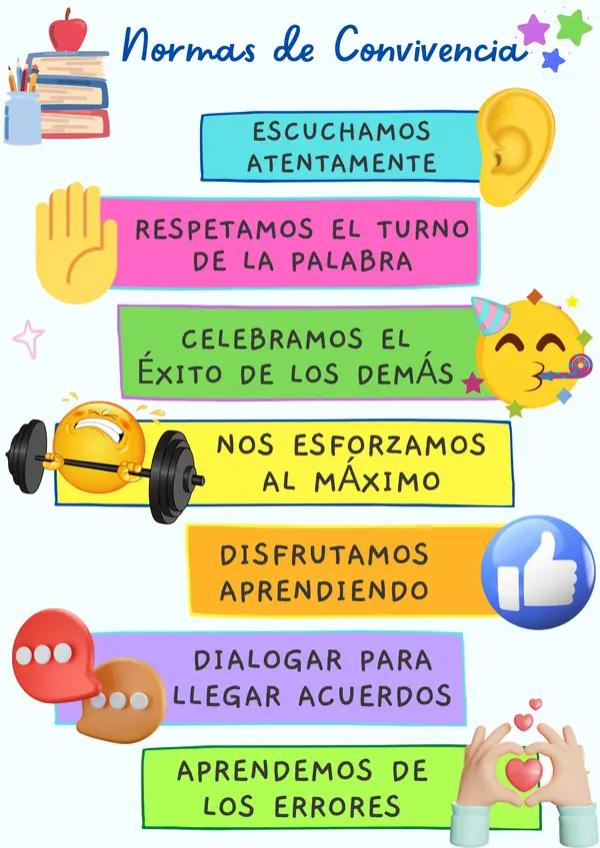 Normas de Convivencia
ESCUCHAMOS
ATENTAMENTE
RESPETAMOS EL TURNO
DE LA PALABRA
CELEBRAMOS EL
ÉXITO DE LOS DEMÁS
NOS ESFORZAMOS
AL MÁXIMO
DISFRUTAMOS
APRENDIENDO
DIALOGAR PARA
LLEGAR ACUERDOS
APRENDEMOS DE
LOS ERRORES